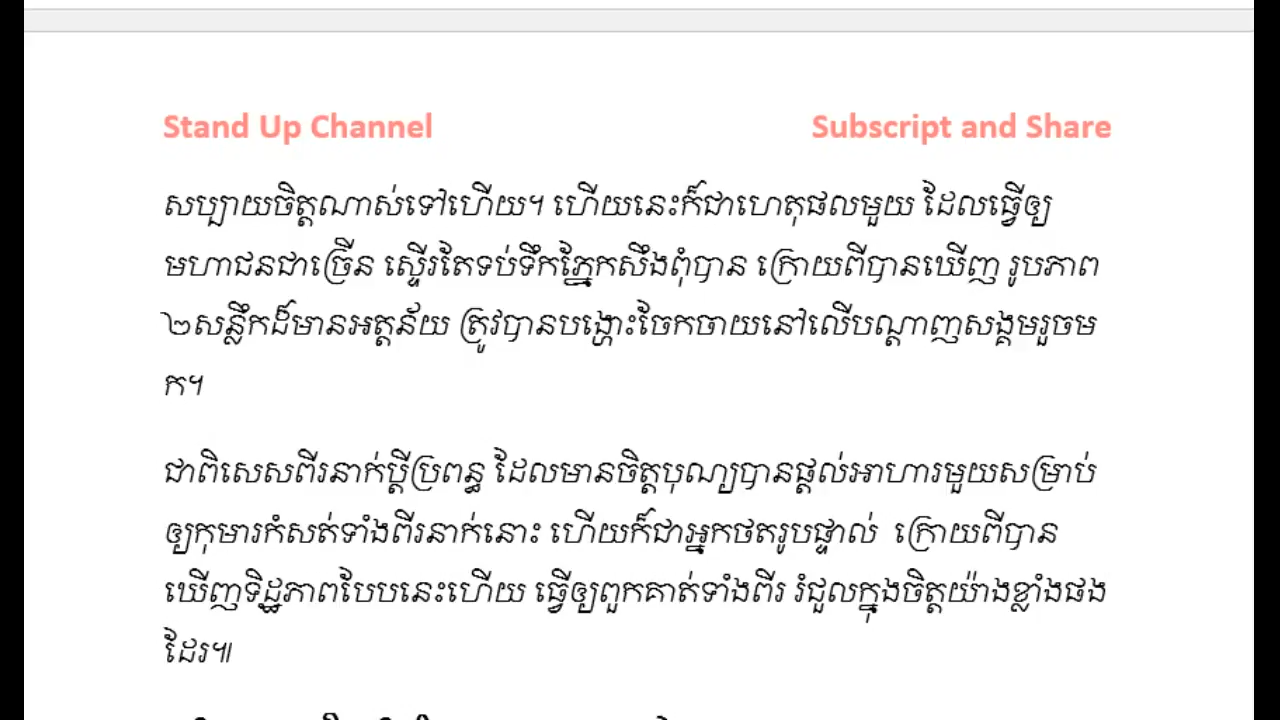 Stand Up Channel Subscript and Share
សប្បាយចិត្តណាស់ទៅហើយ។ ហើយនេះក៏ជាហេតុផលមួយ ដែលធ្វើឲ្យ
មហាជនជាច្រើន ស្ទើរតែទប់ទឹកភ្នែកសឹងពុំបាន ក្រោយពីបានឃើញ រូបភាព
២សន្លឹកដ៏មានអត្តន័យ ត្រូវបានបង្ហោះចែកចាយនៅលើបណ្តាញសង្គមរួចម
ក។
ជាពិសេសពីរនាក់ប្តីប្រពន្ធ ដែលមានចិត្តបុណ្យបានផ្តល់អាហារមួយសម្រាប់
ឲ្យកុមារកំសត់ទាំងពីរនាក់នោះ ហើយក៏ជាអ្នកថតរូបផ្ទាល់ ក្រោយពីបាន
ឃើញទិដ្ឋភាពបែបនេះហើយ ធ្វើឲ្យពួកគាត់ទាំងពីរ រំជួលក្នុងចិត្តយ៉ាងខ្លាំងផង
ដែរ៕